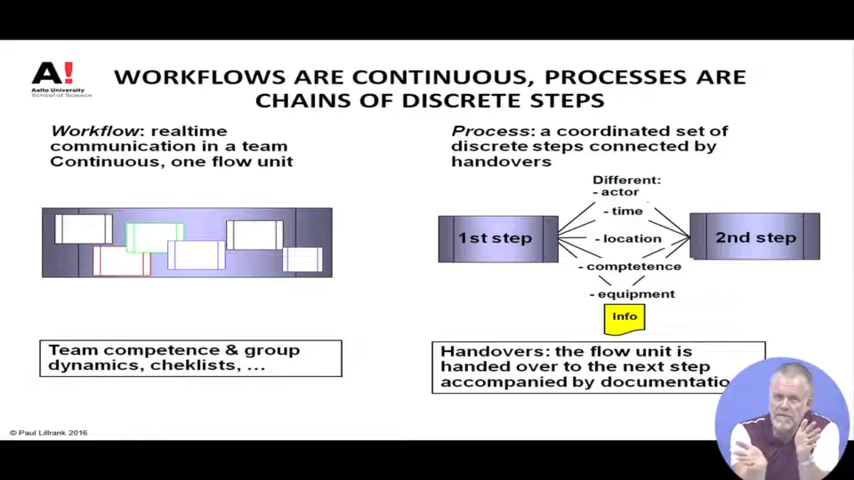 A!
Aalto University
School of Science
WORKFLOWS ARE CONTINUOUS, PROCESSES ARE
CHAINS OF DISCRETE STEPS
Workflow: realtime
communication in a team
Continuous, one flow unit
Process: a coordinated set of
discrete steps connected by
handovers
Different:
- actor
- time
- location
- comptetence
- equipment
1st step
2nd step
Info
Team competence & group
dynamics, cheklists, ...
Handovers: the flow unit is
handed over to the next step
accompanied by documentatio
© Paul Lillrank 2016